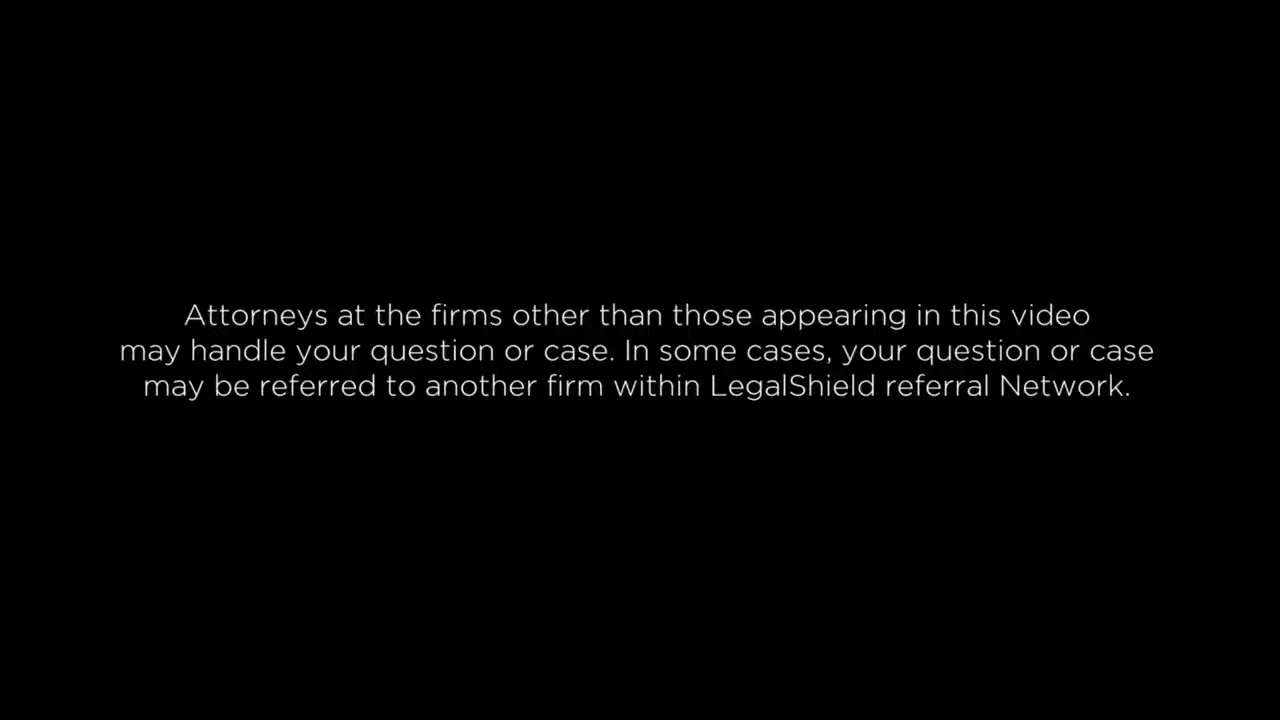 Attorneys at the firms other than those appearing in this video
may handle your question or case. In some cases, your question or case
may be referred to another firm within LegalShield referral Network.